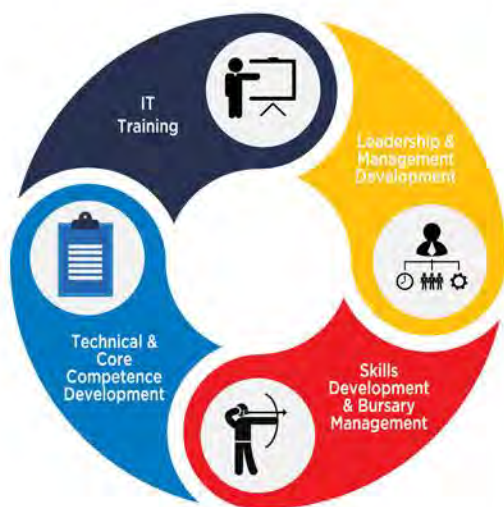 IT
Training
Leadership &
Management
Development
Skills
Development
& Bursary
Management
Technical &
Core
Competence
Development